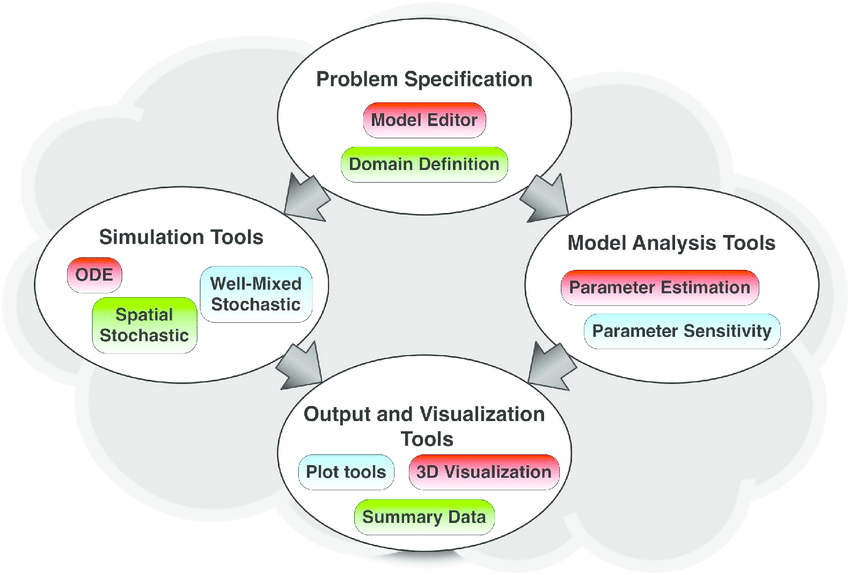 Problem Specification
Model Editor
Domain Definition
Simulation Tools
ODE
Well-Mixed
Stochastic
Spatial
Stochastic
Model Analysis Tools
Parameter Estimation
Parameter Sensitivity
Output and Visualization
Tools
Plot tools
3D Visualization
Summary Data